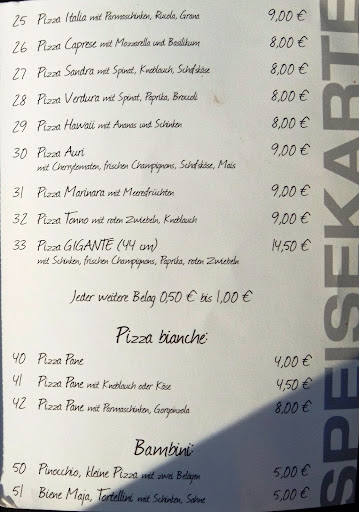 25 Pizza Italia mit Parmaschinken, Rucola, Grana 9,00 €
26 Pizza Caprese mit Mozzarella und Basilikum 8,00 €
27 Pizza Sandra mit Spinat, Knoblauch, Schafskäse 8,00 €
28 Pizza Verdura mit Spinat, Paprika, Broccoli 8,00 €
29 Pizza Hawaii mit Ananas und Schinken 8,00 €
30 Pizza Auri 9,00 €
mit Cherrytomaten, frischen Champignons, Schafskäse, Mais
31 Pizza Marinara mit Meeresfrüchten 9,00 €
32 Pizza Tonno mit roten Zwiebeln, Knoblauch 9,00 €
33 Pizza GIGANTE (44 cm) 14,50 €
mit Schinken, frischen Champignons, Paprika, roten Zwiebeln
Jeder weitere Belag 0,50 € bis 1,00 €
Pizza bianche:
40 Pizza Pane 4,00 €
41 Pizza Pane mit Knoblauch oder Käse 4,50 €
42 Pizza Pane mit Parmaschinken, Gorgonzola 8,00 €
Bambini:
50 Pinocchio, kleine Pizza mit zwei Belägen 5,00 €
51 Biene Maja, Tortellini mit Schinken, Sahne 5,00 €
SPEISEKARTE